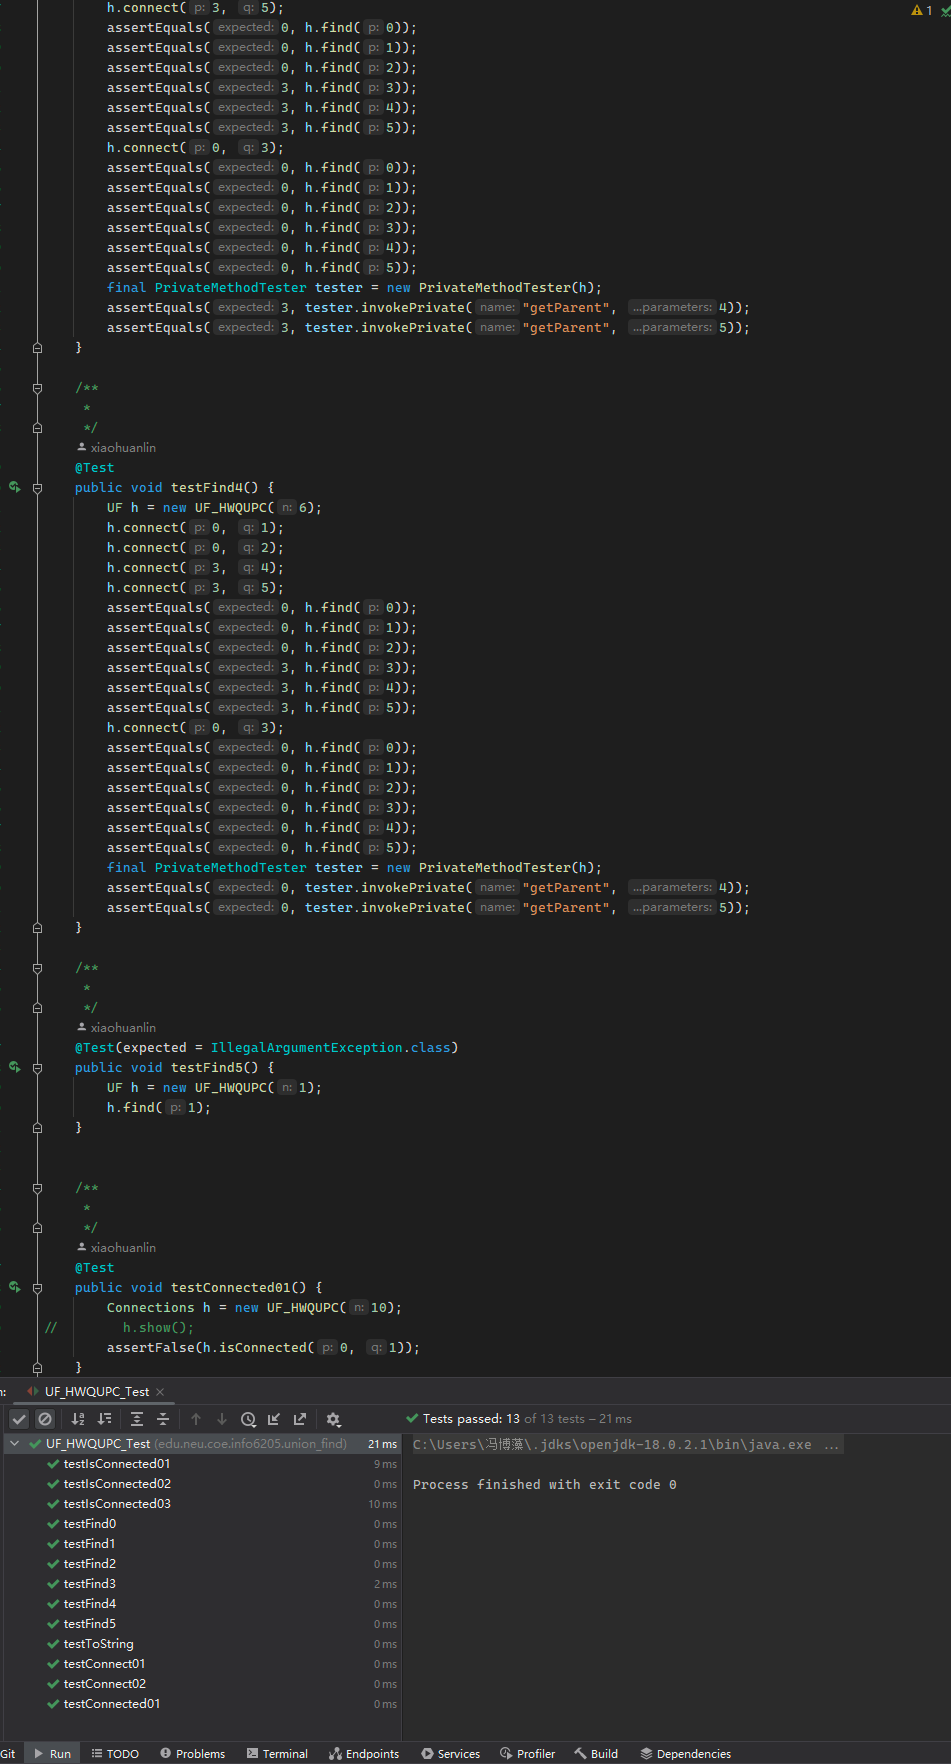 h.connect( p: 3, q: 5);
assertEquals( expected: 0, h.find( p: 0));
assertEquals( expected: 0, h.find( p: 1));
assertEquals( expected: 0, h.find( p: 2));
assertEquals( expected: 3, h.find( p: 3));
assertEquals( expected: 3, h.find( p: 4));
assertEquals( expected: 3, h.find( p: 5));
h.connect( p: 0, q: 3);
assertEquals( expected: 0, h.find( p: 0));
assertEquals( expected: 0, h.find( p: 1));
assertEquals( expected: 0, h.find( p: 2));
assertEquals( expected: 0, h.find( p: 3));
assertEquals( expected: 0, h.find( p: 4));
assertEquals( expected: 0, h.find( p: 5));
final PrivateMethodTester tester = new PrivateMethodTester(h);
assertEquals( expected: 3, tester.invokePrivate( name: "getParent", ...parameters: 4));
assertEquals( expected: 3, tester.invokePrivate( name: "getParent", ...parameters: 5));
}
/**
*
*/
xiaohuanlin
@Test
public void testFind4() {
UF h = new UF_HWQUPC( n: 6);
h.connect( p: 0, q: 1);
h.connect( p: 0, q: 2);
h.connect( p: 3, q: 4);
h.connect( p: 3, q: 5);
assertEquals( expected: 0, h.find( p: 0));
assertEquals( expected: 0, h.find( p: 1));
assertEquals( expected: 0, h.find( p: 2));
assertEquals( expected: 3, h.find( p: 3));
assertEquals( expected: 3, h.find( p: 4));
assertEquals( expected: 3, h.find( p: 5));
h.connect( p: 0, q: 3);
assertEquals( expected: 0, h.find( p: 0));
assertEquals( expected: 0, h.find( p: 1));
assertEquals( expected: 0, h.find( p: 2));
assertEquals( expected: 0, h.find( p: 3));
assertEquals( expected: 0, h.find( p: 4));
assertEquals( expected: 0, h.find( p: 5));
final PrivateMethodTester tester = new PrivateMethodTester(h);
assertEquals( expected: 0, tester.invokePrivate( name: "getParent", ...parameters: 4));
assertEquals( expected: 0, tester.invokePrivate( name: "getParent", ...parameters: 5));
}
/**
*
*/
xiaohuanlin
@Test(expected = IllegalArgumentException.class)
public void testFind5() {
UF h = new UF_HWQUPC( n: 1);
h.find( p: 1);
}
/**
*
*/
xiaohuanlin
@Test
public void testConnected01() {
Connections h = new UF_HWQUPC( n: 10);
// h.show();
assertFalse(h.isConnected( p: 0, q: 1));
}
1
n: UF_HWQUPC_Test
Tests passed: 13 of 13 tests – 21 ms
UF_HWQUPC_Test (edu.neu.coe.info6205.union_find) 21 ms
testIsConnected01 9 ms
testIsConnected02 0 ms
testIsConnected03 10 ms
testFind0 0 ms
testFind1 0 ms
testFind2 0 ms
testFind3 2 ms
testFind4 0 ms
testFind5 0 ms
testToString 0 ms
testConnect01 0 ms
testConnect02 0 ms
testConnected01 0 ms
C:\Users\冯博藻\.jdks\openjdk-18.0.2.1\bin\java.exe ...
Process finished with exit code 0
Git Run TODO Problems Terminal Endpoints Services Profiler Build Dependencies